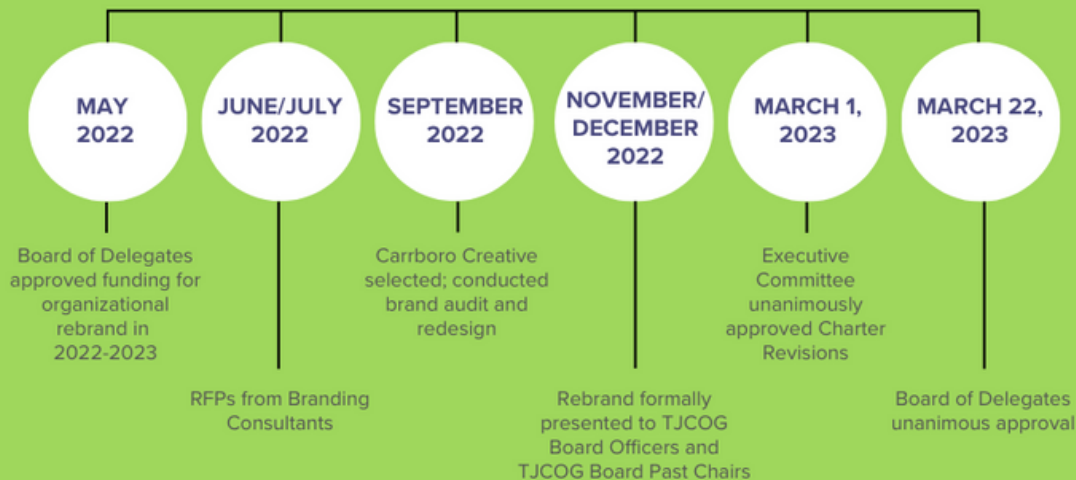 MAY
2022
JUNE/JULY
2022
SEPTEMBER
2022
NOVEMBER/
DECEMBER
2022
MARCH 1,
2023
MARCH 22,
2023
Board of Delegates
approved funding for
organizational
rebrand in
2022-2023
RFPs from Branding
Consultants
Carrboro Creative
selected; conducted
brand audit and
redesign
Rebrand formally
presented to TJCOG
Board Officers and
TJCOG Board Past Chairs
Executive
Committee
unanimously
approved Charter
Revisions
Board of Delegates
unanimous approval